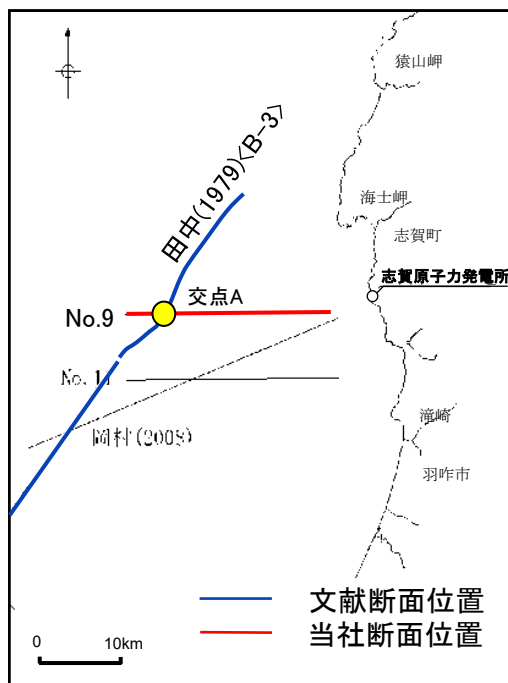 猿山岬
田中(1979)<B-3>
海士岬
志賀町
志賀原子力発電所
交点A
No.9
No. 1
岡村(2008)
滝崎
羽咋市
文献断面位置
当社断面位置
0 10km